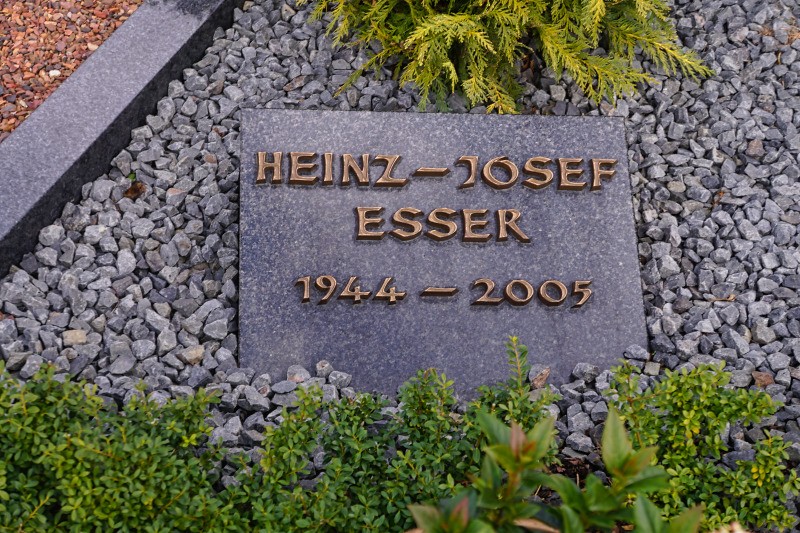 HEINZ – JOSEF
ESSER
1944 – 2005